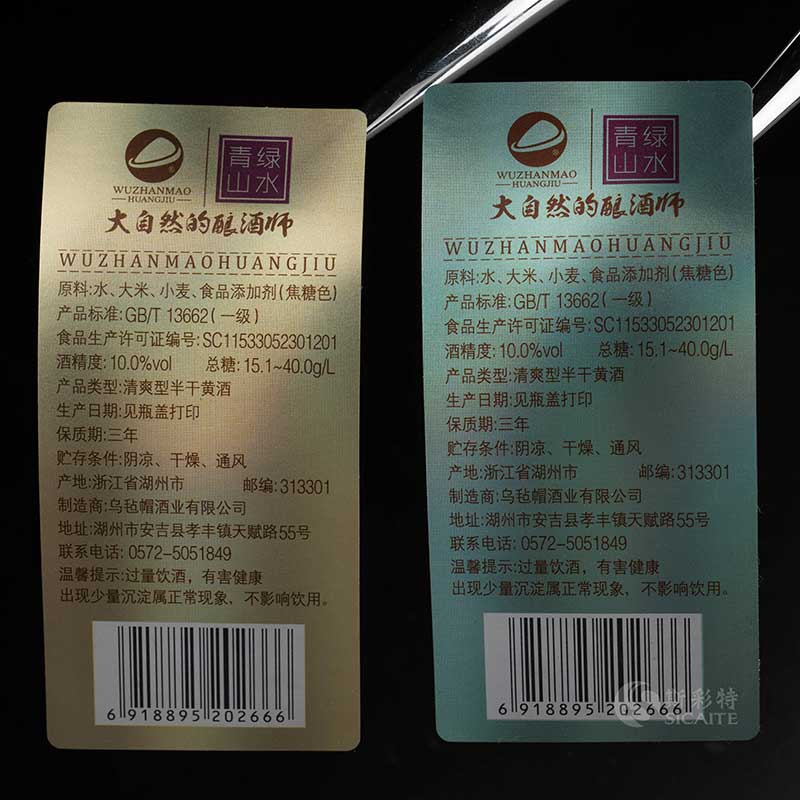 WUZHANMAO
HUANGJIU
青绿
山水
大自然的酿酒师
WUZHANMAOHUANGJIU
原料:水、大米、小麦、食品添加剂(焦糖色)
产品标准:GB/T 13662(一级)
食品生产许可证编号:SC11533052301201
酒精度:10.0%vol 总糖:15.1~40.0g/L
产品类型:清爽型半干黄酒
生产日期:见瓶盖打印
保质期:三年
贮存条件:阴凉、干燥、通风
产地:浙江省湖州市 邮编:313301
制造商:乌毡帽酒业有限公司
地址:湖州市安吉县孝丰镇天赋路55号
联系电话:0572-5051849
温馨提示:过量饮酒，有害健康
出现少量沉淀属正常现象，不影响饮用。
6 918895 202666
WUZHANMAO
HUANGJIU
青绿
山水
大自然的酿酒师
WUZHANMAOHUANGJIU
原料:水、大米、小麦、食品添加剂(焦糖色)
产品标准:GB/T 13662(一级)
食品生产许可证编号:SC11533052301201
酒精度:10.0%vol 总糖:15.1~40.0g/L
产品类型:清爽型半干黄酒
生产日期:见瓶盖打印
保质期:三年
贮存条件:阴凉、干燥、通风
产地:浙江省湖州市 邮编:313301
制造商:乌毡帽酒业有限公司
地址:湖州市安吉县孝丰镇天赋路55号
联系电话:0572-5051849
温馨提示:过量饮酒，有害健康
出现少量沉淀属正常现象，不影响饮用。
6 918895 202666
斯彩特
SICAITE